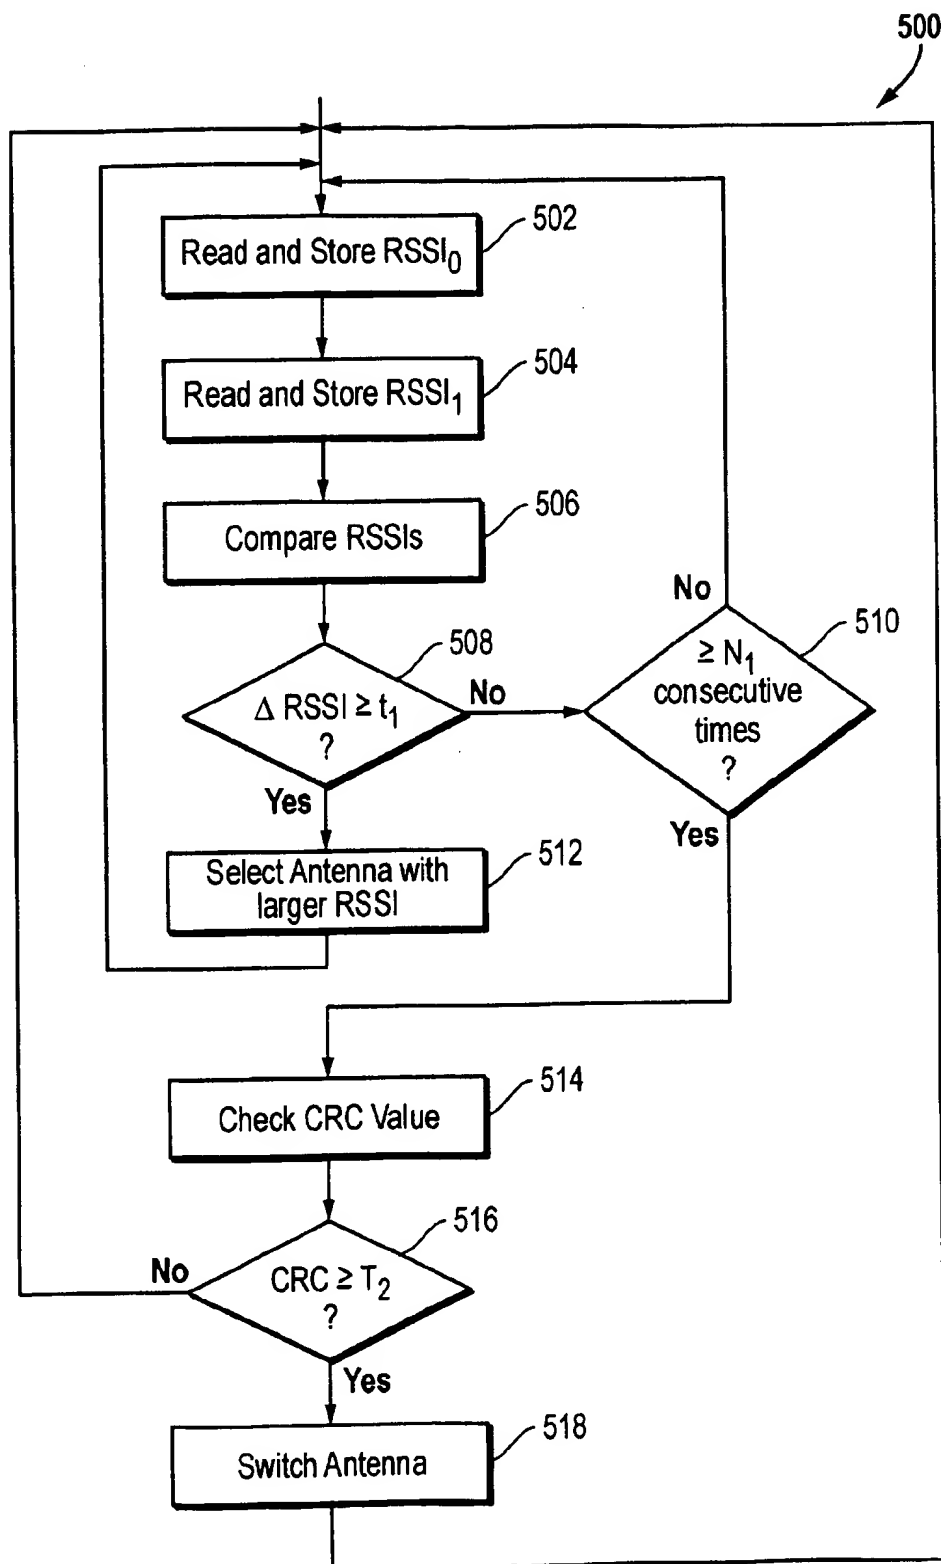 500
Read and Store RSSI₀
502
Read and Store RSSI₁
504
Compare RSSIs
506
Δ RSSI ≥ t₁
?
508
No
Yes
≥ N₁
consecutive
times
?
510
No
Yes
Select Antenna with
larger RSSI
512
Check CRC Value
514
CRC ≥ T₂
?
516
No
Yes
Switch Antenna
518